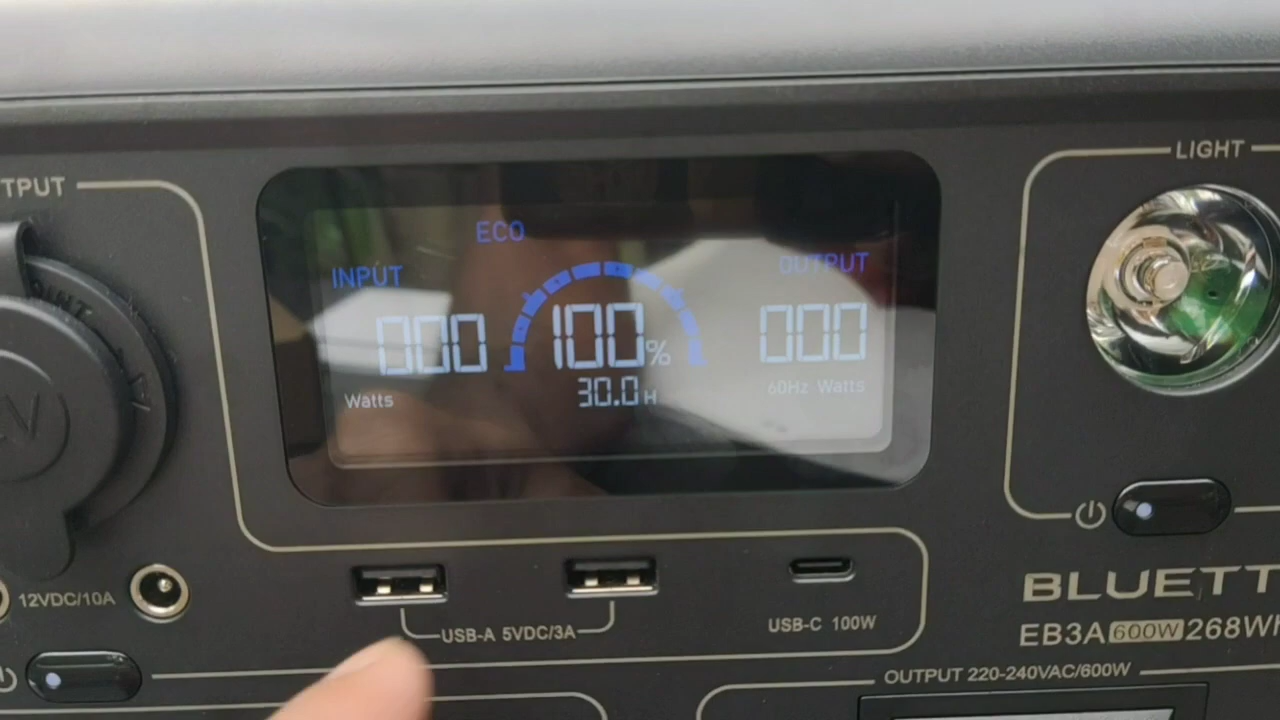 TPUT
LIGHT
ECO
INPUT
OUTPUT
000
100%
000
30.0 H
Watts
60Hz Watts
12VDC/10A
USB-A 5VDC/3A
USB-C 100W
BLUETT
EB3A 600W 268WH
OUTPUT 220-240VAC/600W